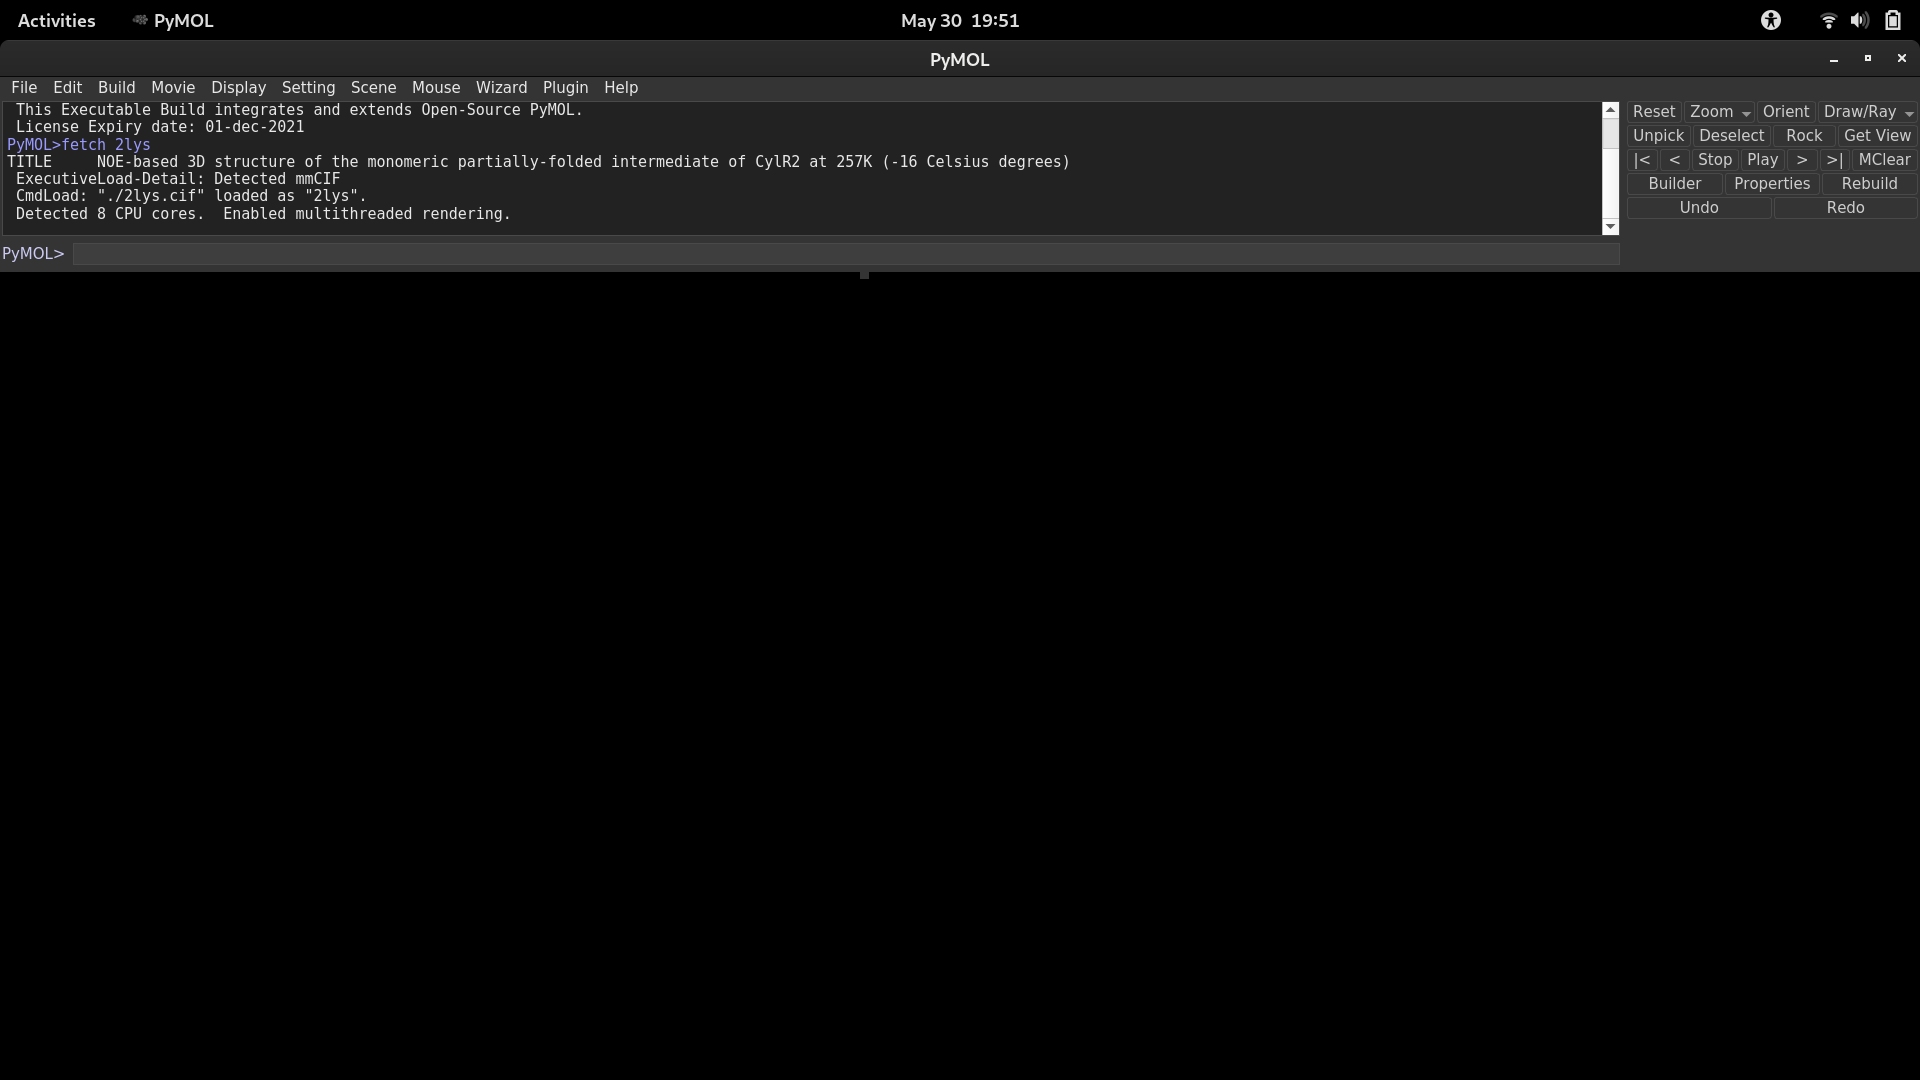 Activities PyMOL May 30 19:51
PyMOL
File Edit Build Movie Display Setting Scene Mouse Wizard Plugin Help
This Executable Build integrates and extends Open-Source PyMOL.
License Expiry date: 01-dec-2021
PyMOL>fetch 2lys
TITLE     NOE-based 3D structure of the monomeric partially-folded intermediate of CylR2 at 257K (-16 Celsius degrees)
ExecutiveLoad-Detail: Detected mmCIF
CmdLoad: "./2lys.cif" loaded as "2lys".
Detected 8 CPU cores.  Enabled multithreaded rendering.
PyMOL>
Reset Zoom Orient Draw/Ray
Unpick Deselect Rock Get View
|< < Stop Play > >| MClear
Builder Properties Rebuild
Undo Redo